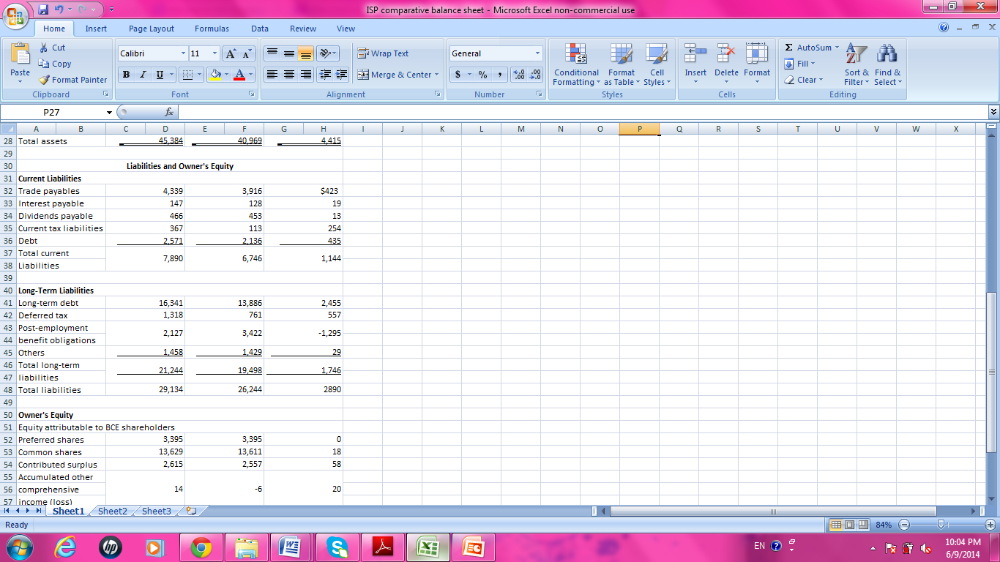 ISP comparative balance sheet - Microsoft Excel non-commercial use
Home Insert Page Layout Formulas Data Review View
Paste
Cut
Copy
Format Painter
Clipboard
Calibri 11 A A
B I U A
Font
Wrap Text
Merge & Center
Alignment
General
$ % , .00
Number
Conditional Formatting
Format as Table
Cell Styles
Styles
Insert Delete Format
Cells
Σ AutoSum
Fill
Clear
Sort & Filter
Find & Select
Editing
P27 fx
A B C D E F G H I J K L M N O P Q R S T U V W X
28 Total assets 45,384 40,969 4,415
29
30 Liabilities and Owner's Equity
31 Current Liabilities
32 Trade payables 4,339 3,916 $423
33 Interest payable 147 128 19
34 Dividends payable 466 453 13
35 Current tax liabilities 367 113 254
36 Debt 2,571 2,136 435
37 Total current
38 Liabilities 7,890 6,746 1,144
39
40 Long-Term Liabilities
41 Long-term debt 16,341 13,886 2,455
42 Deferred tax 1,318 761 557
43 Post-employment
44 benefit obligations 2,127 3,422 -1,295
45 Others 1,458 1,429 29
46 Total long-term
47 liabilities 21,244 19,498 1,746
48 Total liabilities 29,134 26,244 2890
49
50 Owner's Equity
51 Equity attributable to BCE shareholders
52 Preferred shares 3,395 3,395 0
53 Common shares 13,629 13,611 18
54 Contributed surplus 2,615 2,557 58
55 Accumulated other
56 comprehensive 14 -6 20
57 income (loss)
Sheet1 Sheet2 Sheet3
Ready 84%
hp W S P
EN 10:04 PM
6/9/2014